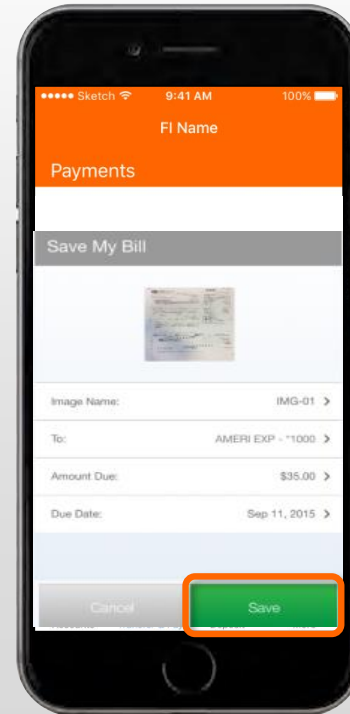 Sketch 9:41 AM 100%
FI Name
Payments
Save My Bill
Image Name: IMG-01 >
To: AMERI EXP - *1000 >
Amount Due: $35.00 >
Due Date: Sep 11, 2015 >
Cancel Save